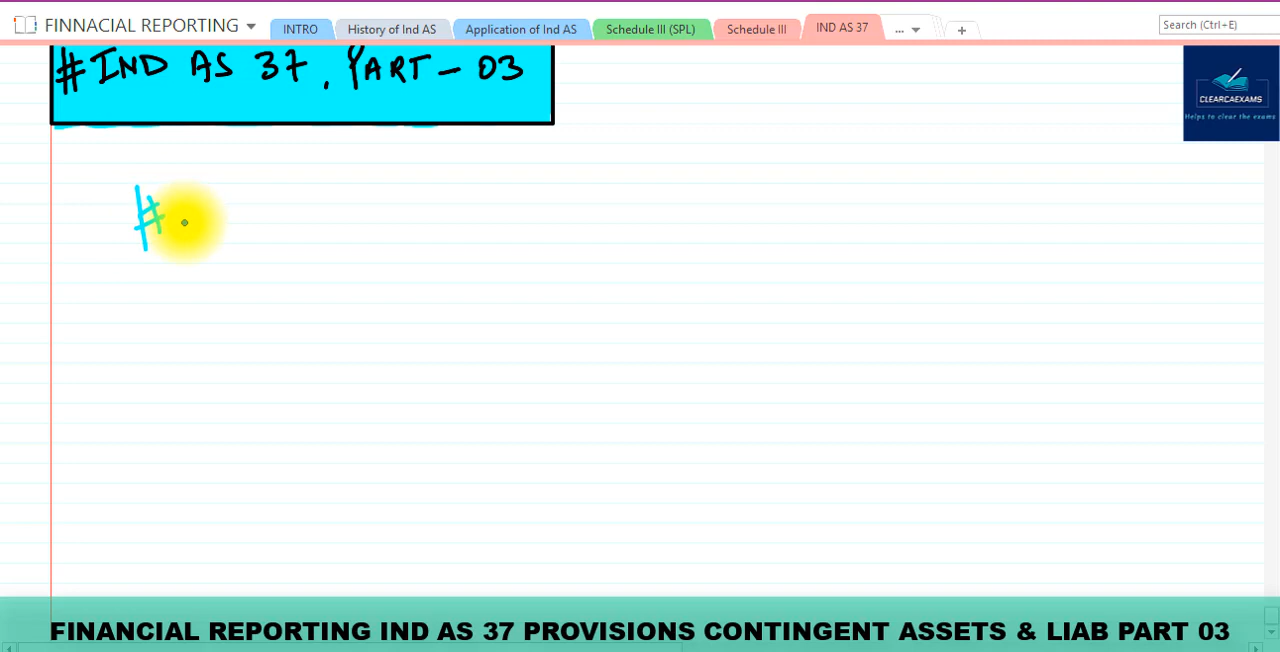 FINNACIAL REPORTING
INTRO
History of Ind AS
Application of Ind AS
Schedule III (SPL)
Schedule III
IND AS 37
...
+
Search (Ctrl+E)
#IND AS 37. PART - 03
CLEARCAEXAMS
Helps to clear the exams
#
FINANCIAL REPORTING IND AS 37 PROVISIONS CONTINGENT ASSETS & LIAB PART 03